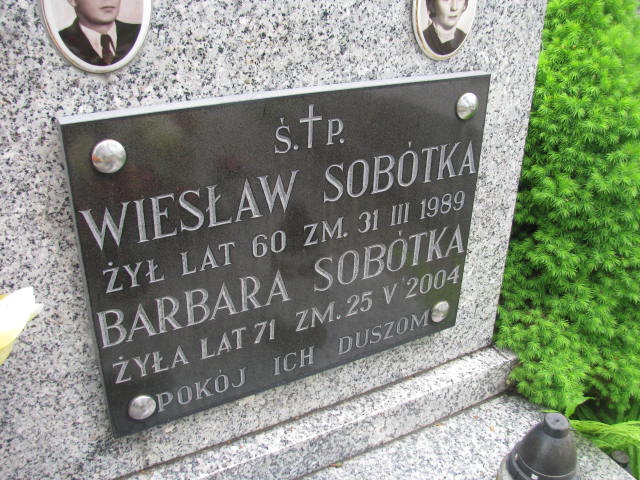 Ś.✝P.
WIESŁAW SOBÓTKA
ŻYŁ LAT 60 ZM. 31 III 1989
BARBARA SOBÓTKA
ŻYŁA LAT 71 ZM. 25 V 2004
POKÓJ ICH DUSZOM